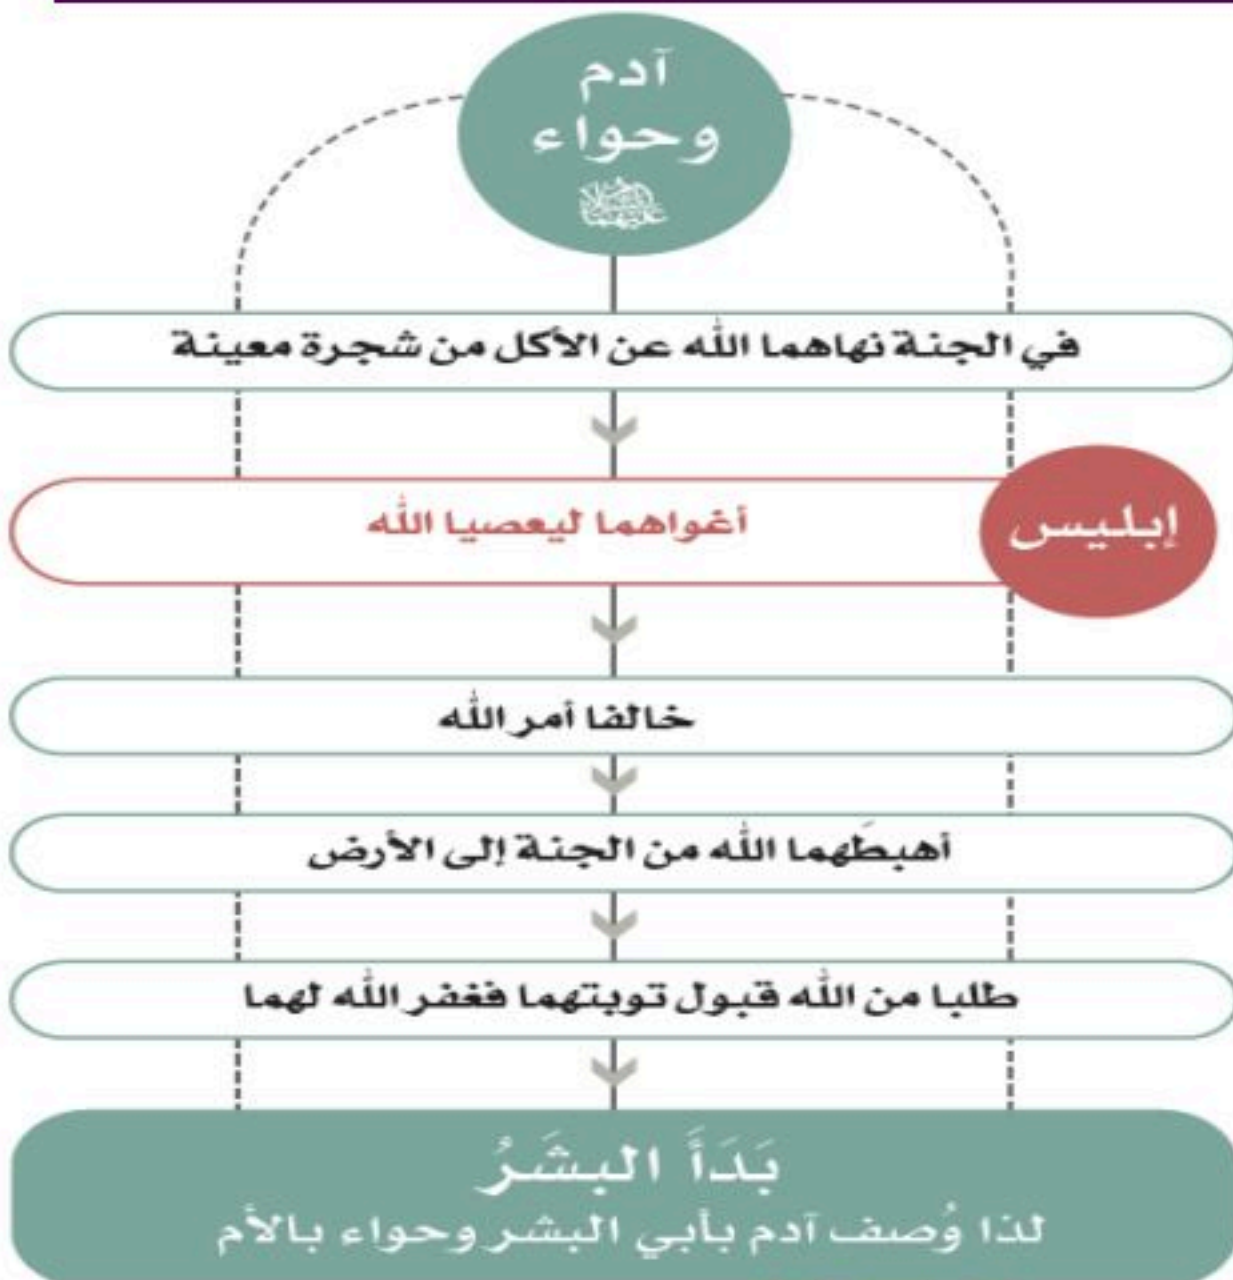 آدم
وحواء
عليهما السلام
في الجنة نهاهما الله عن الأكل من شجرة معينة
إبليس
أغواهما ليعصيا الله
خالفا أمر الله
أهبطَهما الله من الجنة إلى الأرض
طلبا من الله قبول توبتهما فغفر الله لهما
بَدَأَ البشَرُ
لذا وُصف آدم بأبي البشر وحواء بالأم